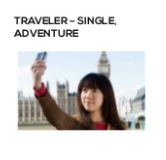 TRAVELER – SINGLE,
ADVENTURE